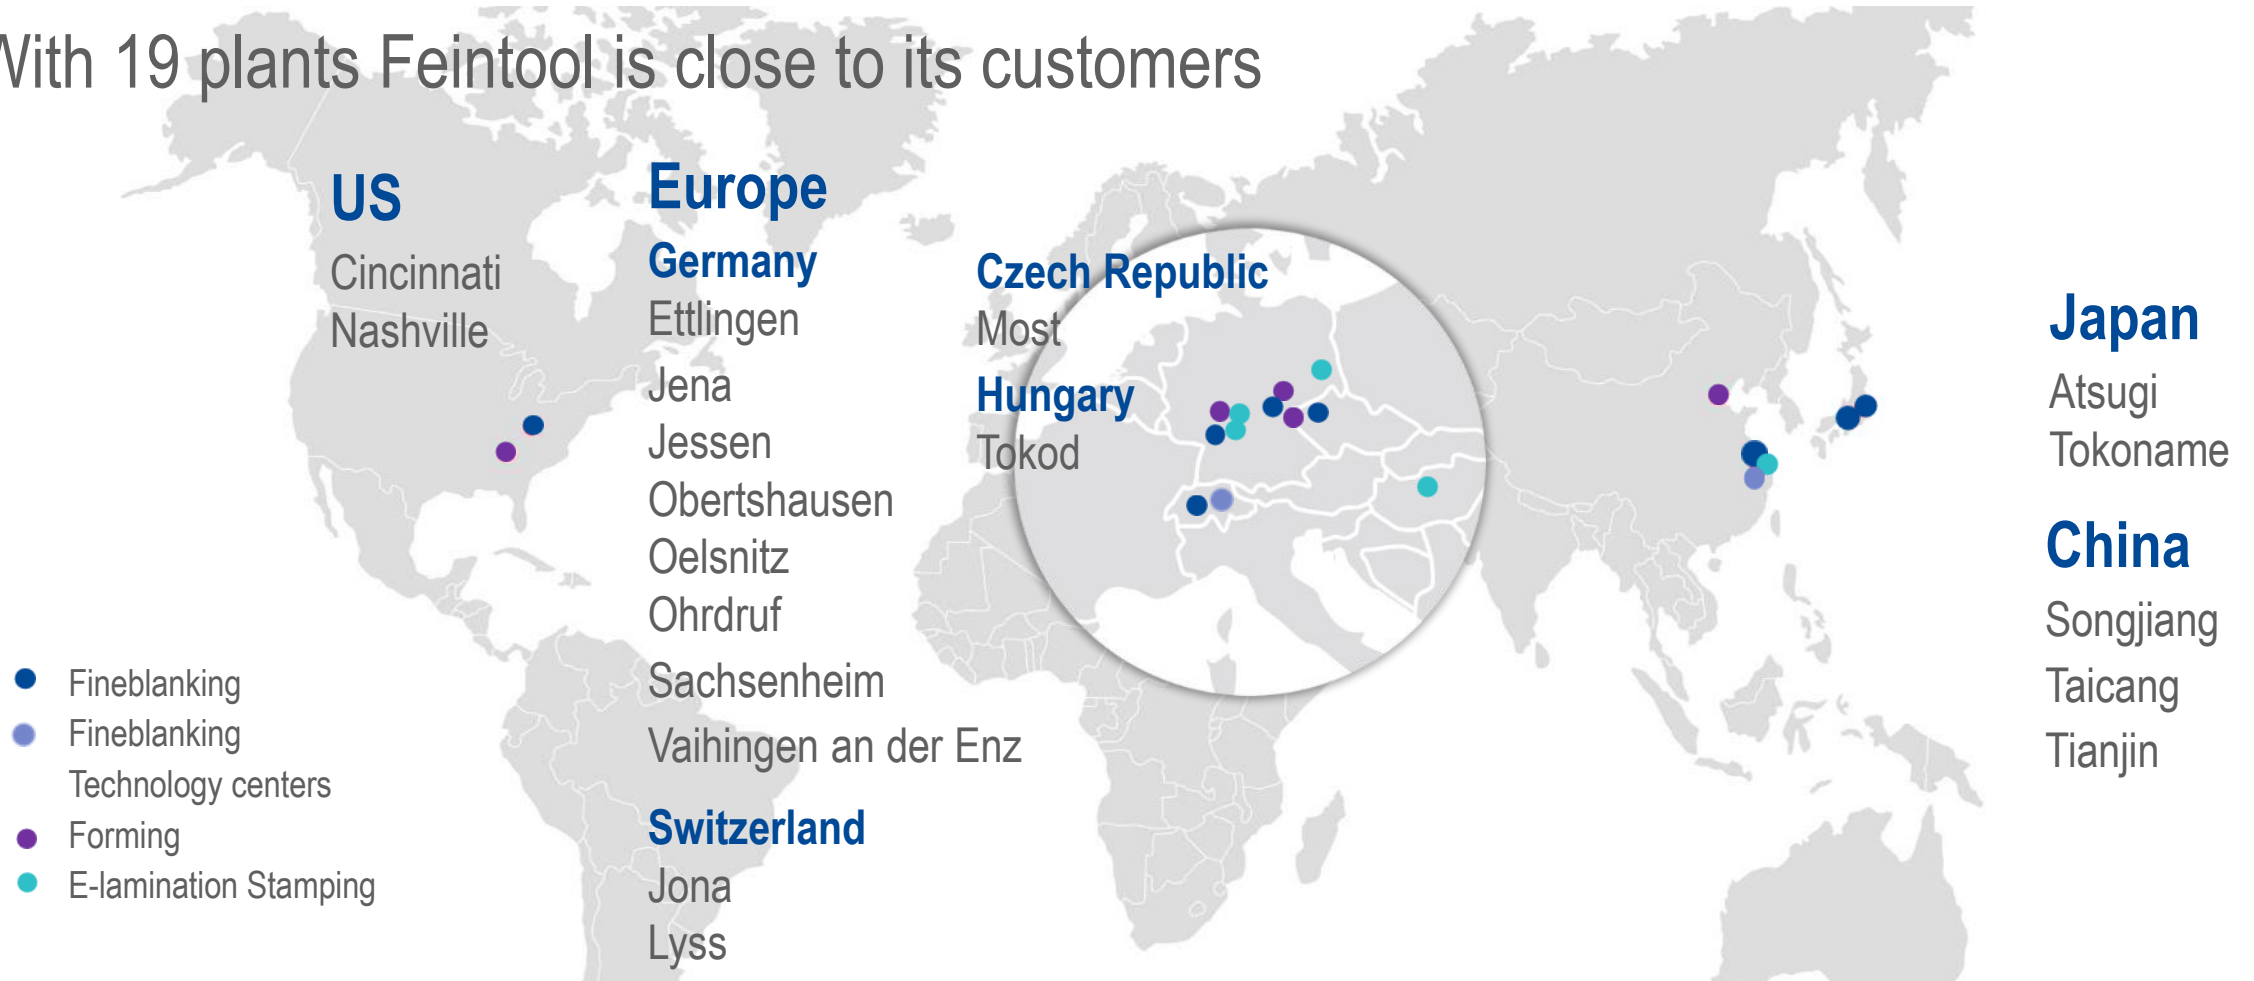 With 19 plants Feintool is close to its customers
US
Cincinnati
Nashville
Europe
Germany
Ettlingen
Jena
Jessen
Obertshausen
Oelsnitz
Ohrdruf
Sachsenheim
Vaihingen an der Enz
Switzerland
Jona
Lyss
Czech Republic
Most
Hungary
Tokod
Japan
Atsugi
Tokoname
China
Songjiang
Taicang
Tianjin
Fineblanking
Fineblanking
Technology centers
Forming
E-lamination Stamping